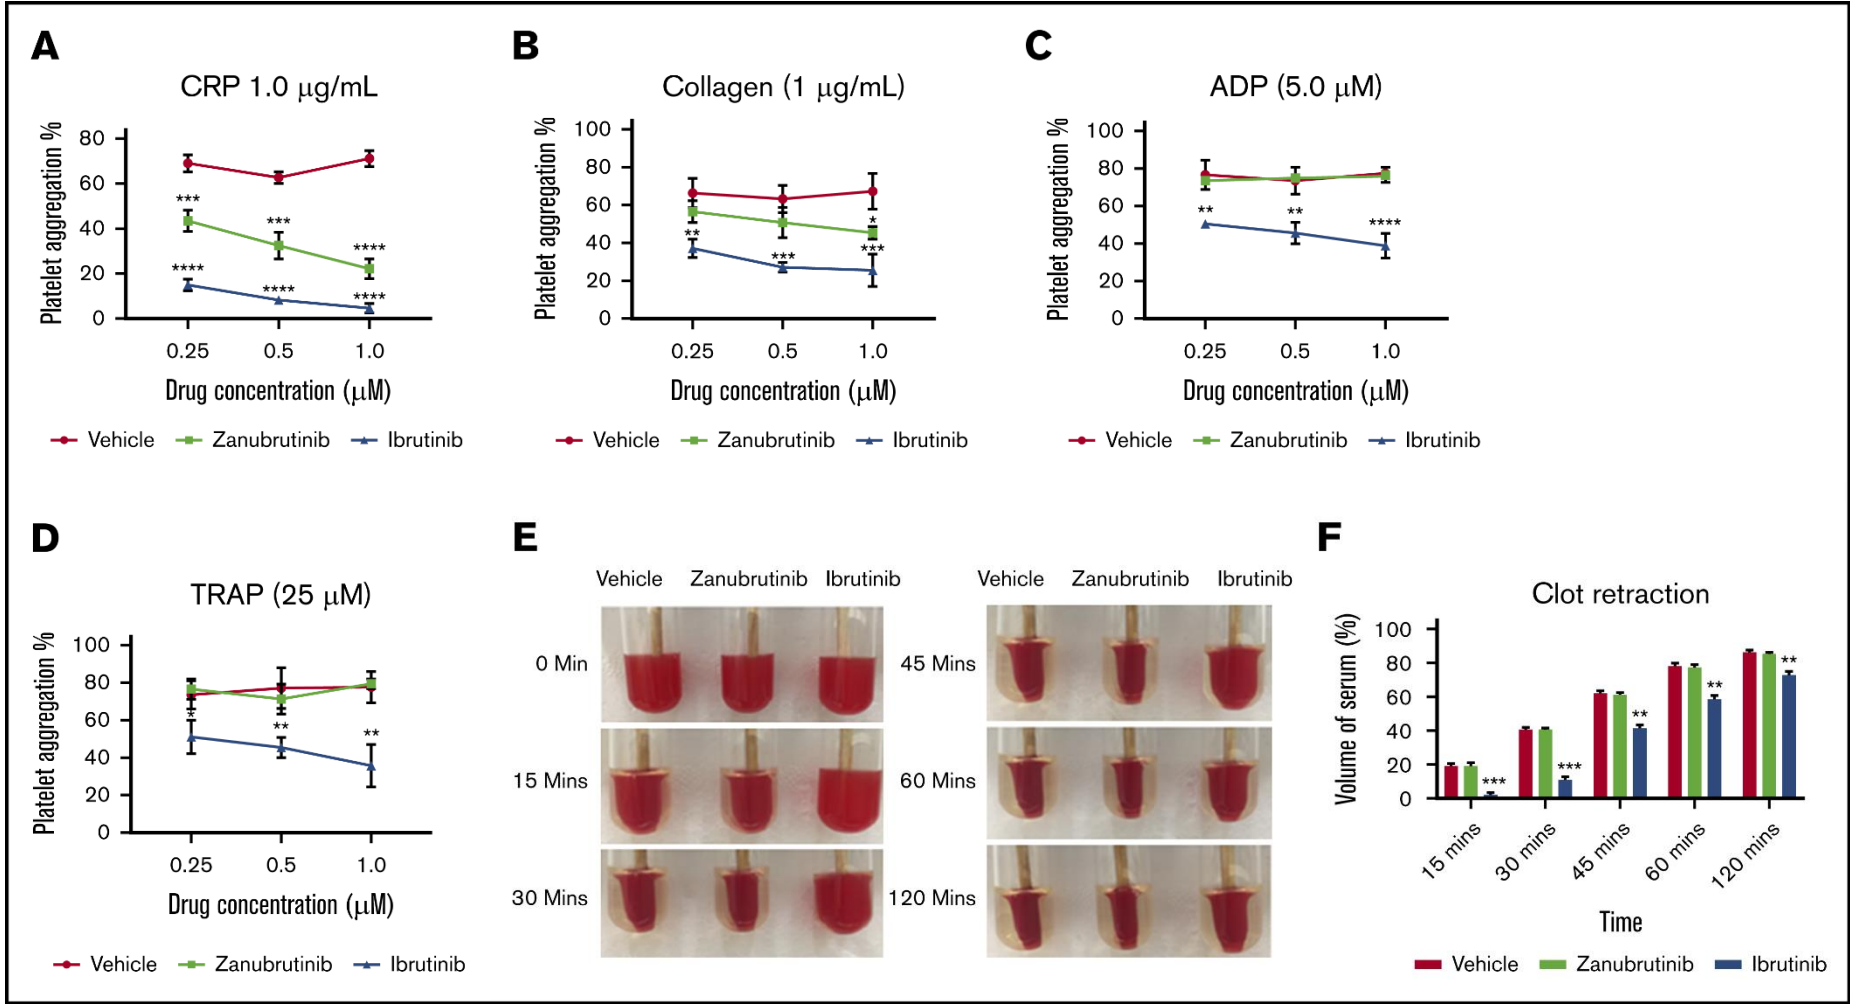 A
CRP 1.0 μg/mL
Platelet aggregation %
80
60
40
20
0
***
***
****
****
****
****
0.25 0.5 1.0
Drug concentration (μM)
Vehicle Zanubrutinib Ibrutinib
B
Collagen (1 μg/mL)
Platelet aggregation %
100
80
60
40
20
0
*
**
***
***
0.25 0.5 1.0
Drug concentration (μM)
Vehicle Zanubrutinib Ibrutinib
C
ADP (5.0 μM)
Platelet aggregation %
100
80
60
40
20
0
**
**
****
0.25 0.5 1.0
Drug concentration (μM)
Vehicle Zanubrutinib Ibrutinib
D
TRAP (25 μM)
Platelet aggregation %
100
80
60
40
20
0
*
**
**
0.25 0.5 1.0
Drug concentration (μM)
Vehicle Zanubrutinib Ibrutinib
E
Vehicle Zanubrutinib Ibrutinib
0 Min
15 Mins
30 Mins
Vehicle Zanubrutinib Ibrutinib
45 Mins
60 Mins
120 Mins
F
Clot retraction
Volume of serum (%)
100
80
60
40
20
0
***
***
**
**
**
15 mins
30 mins
45 mins
60 mins
120 mins
Time
Vehicle Zanubrutinib Ibrutinib